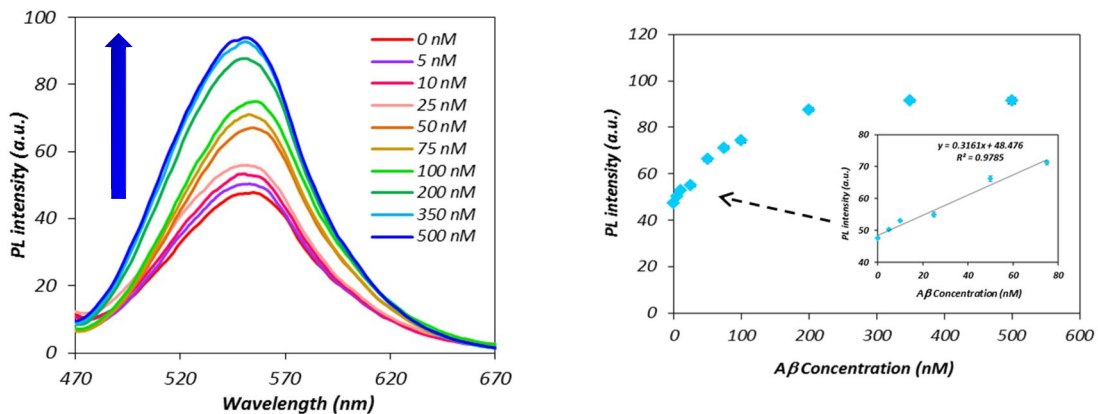 100
80
60
40
20
0
PL intensity (a.u.)
0 nM
5 nM
10 nM
25 nM
50 nM
75 nM
100 nM
200 nM
350 nM
500 nM
470
520
570
620
670
Wavelength (nm)
120
100
80
60
40
20
0
PL intensity (a.u.)
0
100
200
300
400
500
600
Aβ Concentration (nM)
80
70
60
50
40
PL intensity (a.u.)
y = 0.3161x + 48.476
R² = 0.9785
0
20
40
60
80
Aβ Concentration (nM)